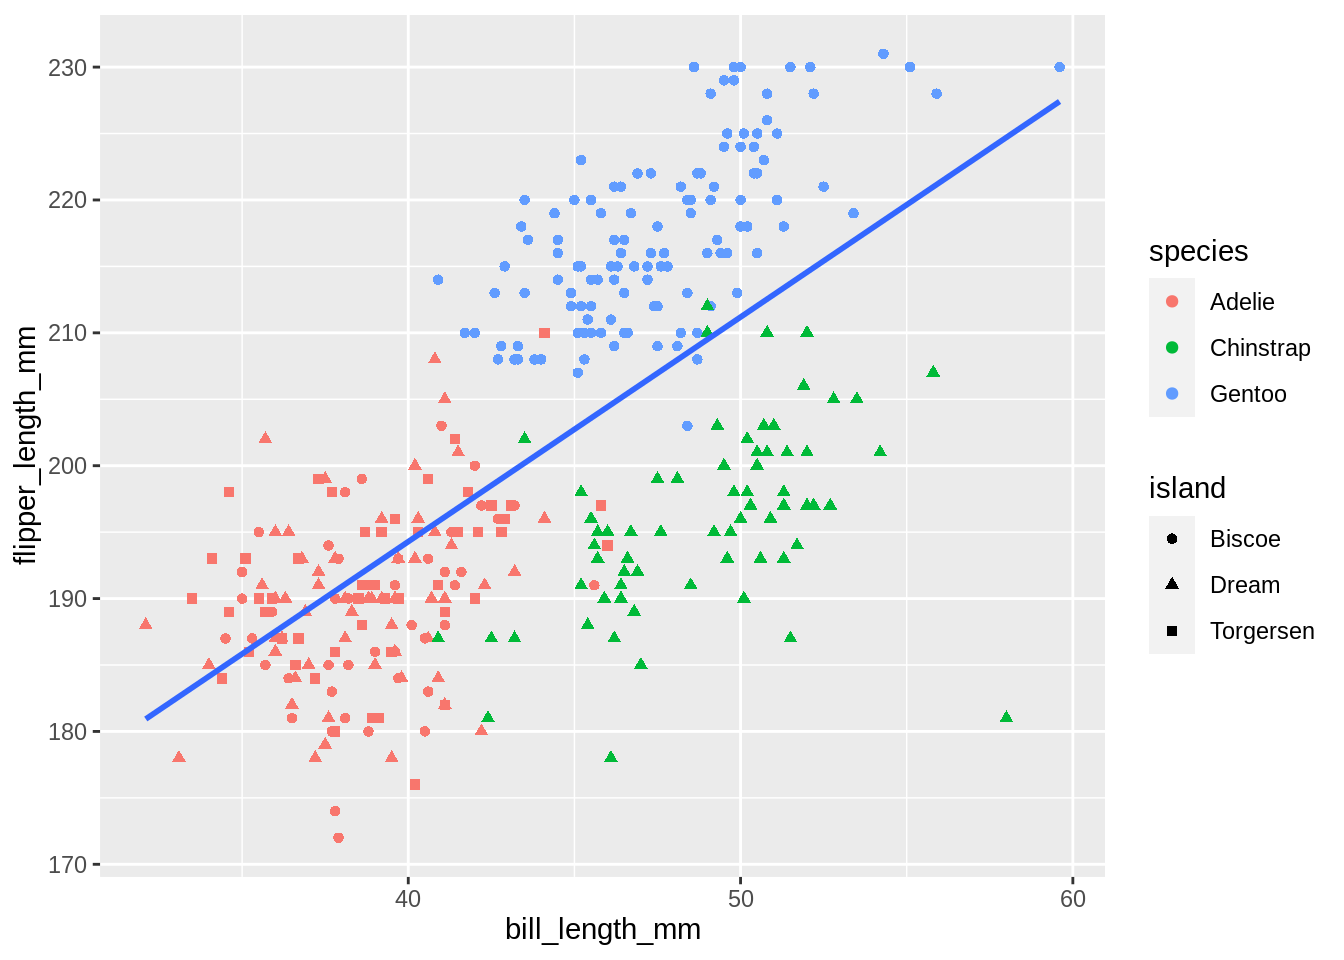 230
220
210
200
190
180
170
flipper_length_mm
40
50
60
bill_length_mm
species
Adelie
Chinstrap
Gentoo
island
Biscoe
Dream
Torgersen